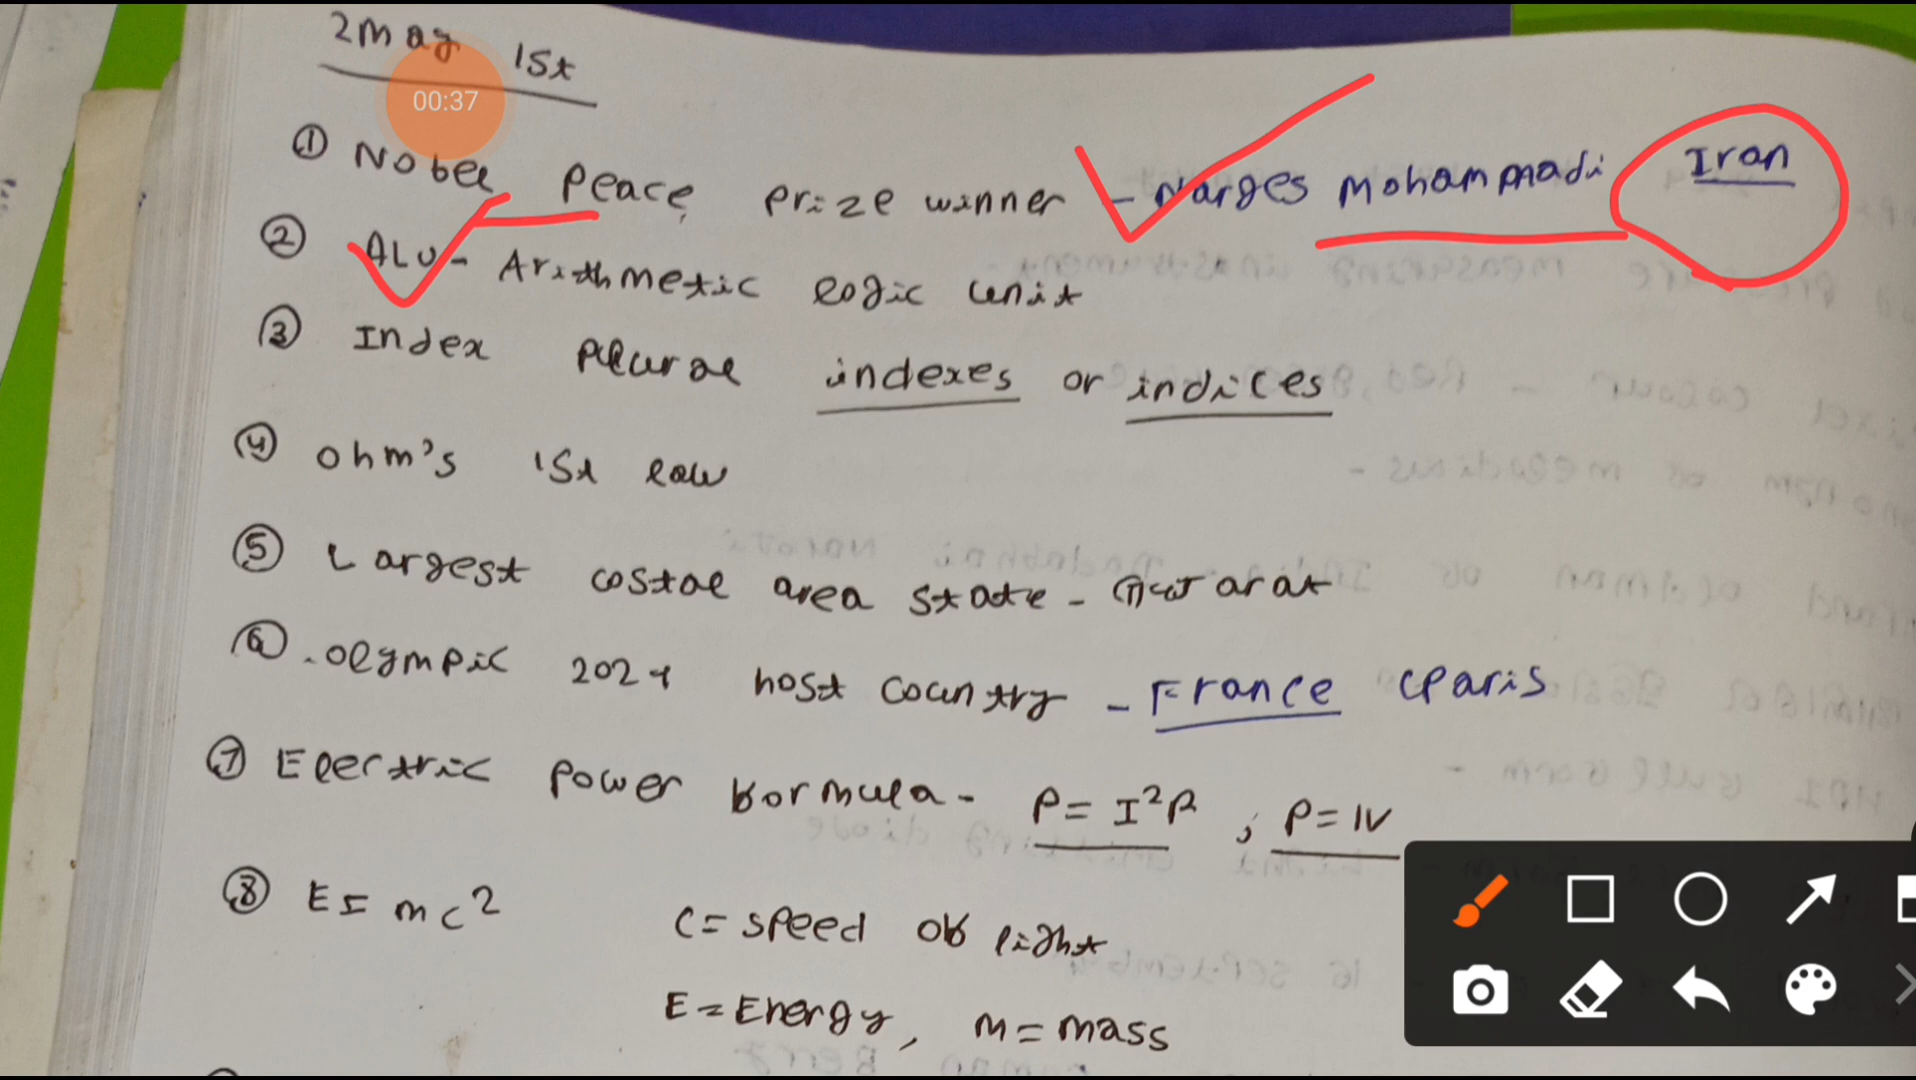 2 May 1st
00:37
① Nobel Peace prize winner - Narges Mohammadi Iran
② ALU - Arithmetic logic unit
③ Index plural indexes or indices
④ ohm's 1st law
⑤ Largest costal area state - Gujarat
⑥ . olympic 2024 host country - France (Paris
⑦ Electric Power formula - P = I²R ; P = IV
⑧ E = mc² C = speed of light
E = Energy, m = mass